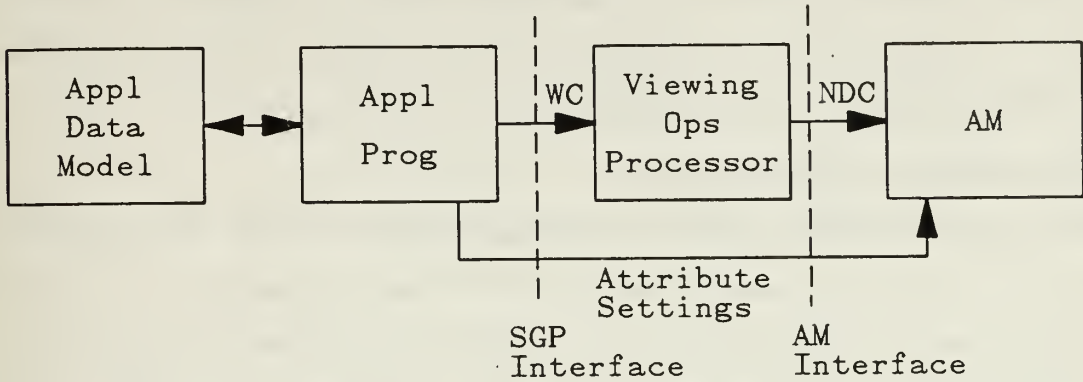 Appl
Data
Model
Appl
Prog
WC
Viewing
Ops
Processor
NDC
AM
Attribute
Settings
SGP
Interface
AM
Interface